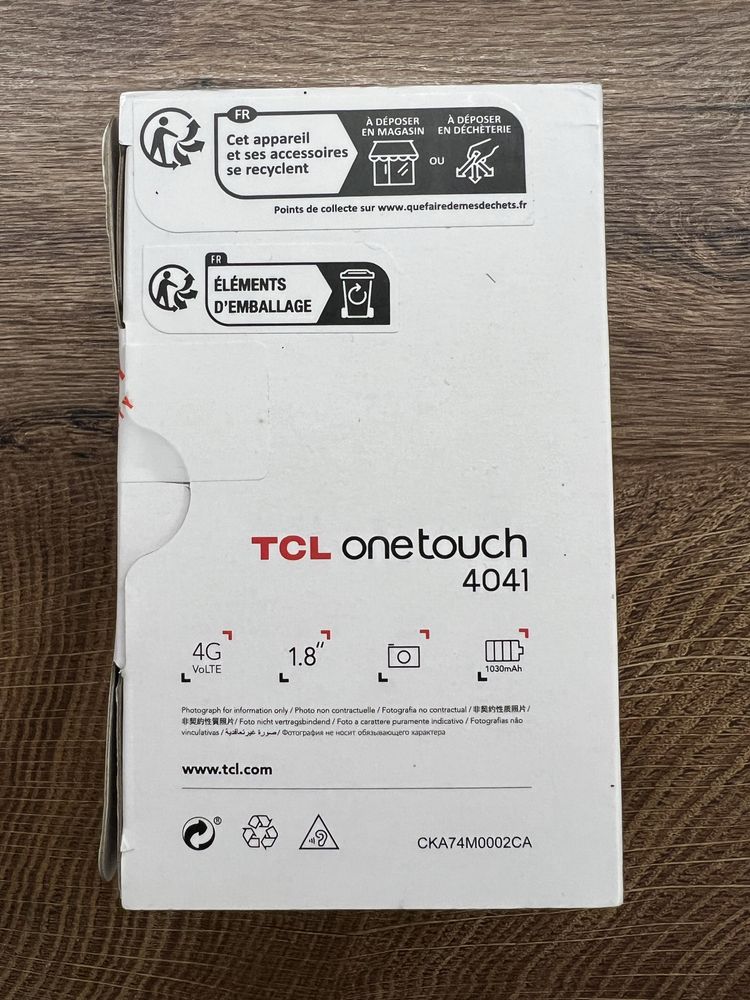 FR
Cet appareil
et ses accessoires
se recyclent
À DÉPOSER
EN MAGASIN
OU
À DÉPOSER
EN DÉCHÈTERIE
Points de collecte sur www.quefairedemesdechets.fr
FR
ÉLÉMENTS
D'EMBALLAGE
TCL onetouch
4041
4G
VoLTE
1.8"
1030mAh
Photograph for information only / Photo non contractuelle / Fotografía no contractual / 非契約性质照片/
非契約性質照片/ Foto nicht vertragsbindend / Foto a carattere puramente indicativo / Fotografias não
vinculativas / صورة غير تعاقدية/ Фотография не носит обязывающего характера
www.tcl.com
®
CKA74M0002CA